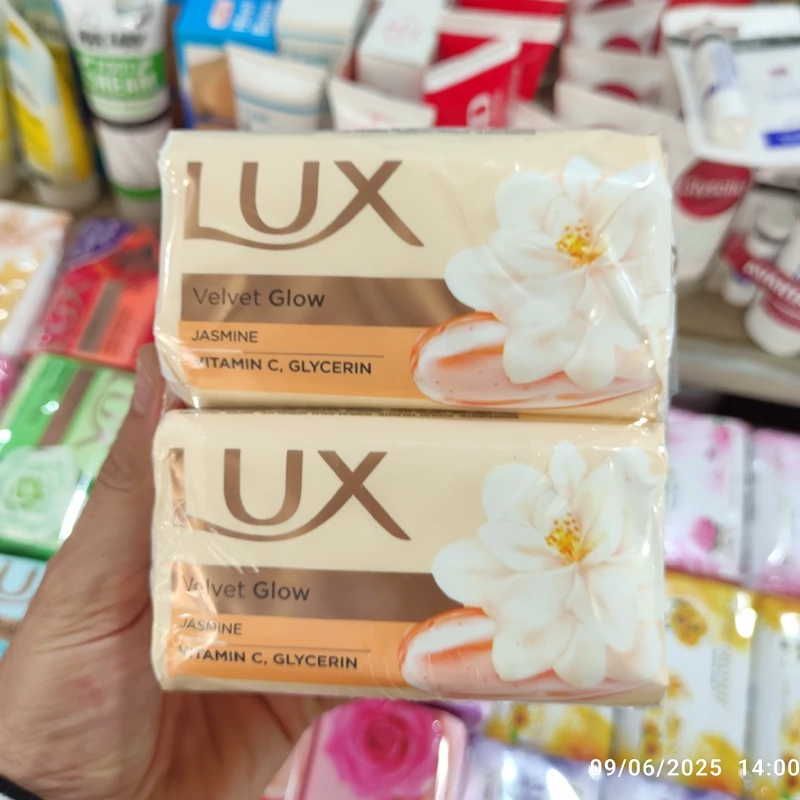 LUX
Velvet Glow
JASMINE
VITAMIN C, GLYCERIN
LUX
Velvet Glow
JASMINE
VITAMIN C, GLYCERIN
09/06/2025 14:00